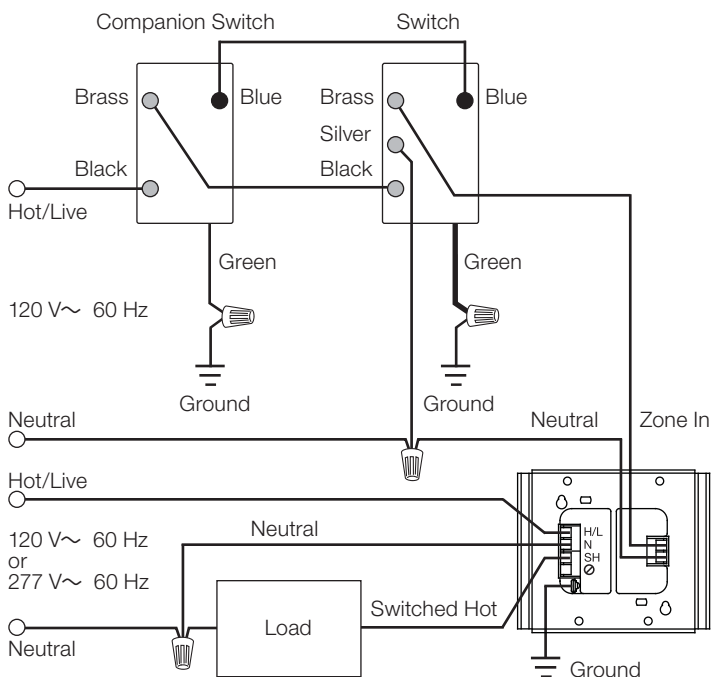 Companion Switch
Switch
Brass
Blue
Brass
Blue
Silver
Black
Black
Hot/Live
Green
Green
120 V～ 60 Hz
Ground
Ground
Neutral
Neutral
Zone In
Hot/Live
Neutral
H/L
N
SH
120 V～ 60 Hz
or
277 V～ 60 Hz
Load
Switched Hot
Neutral
Ground